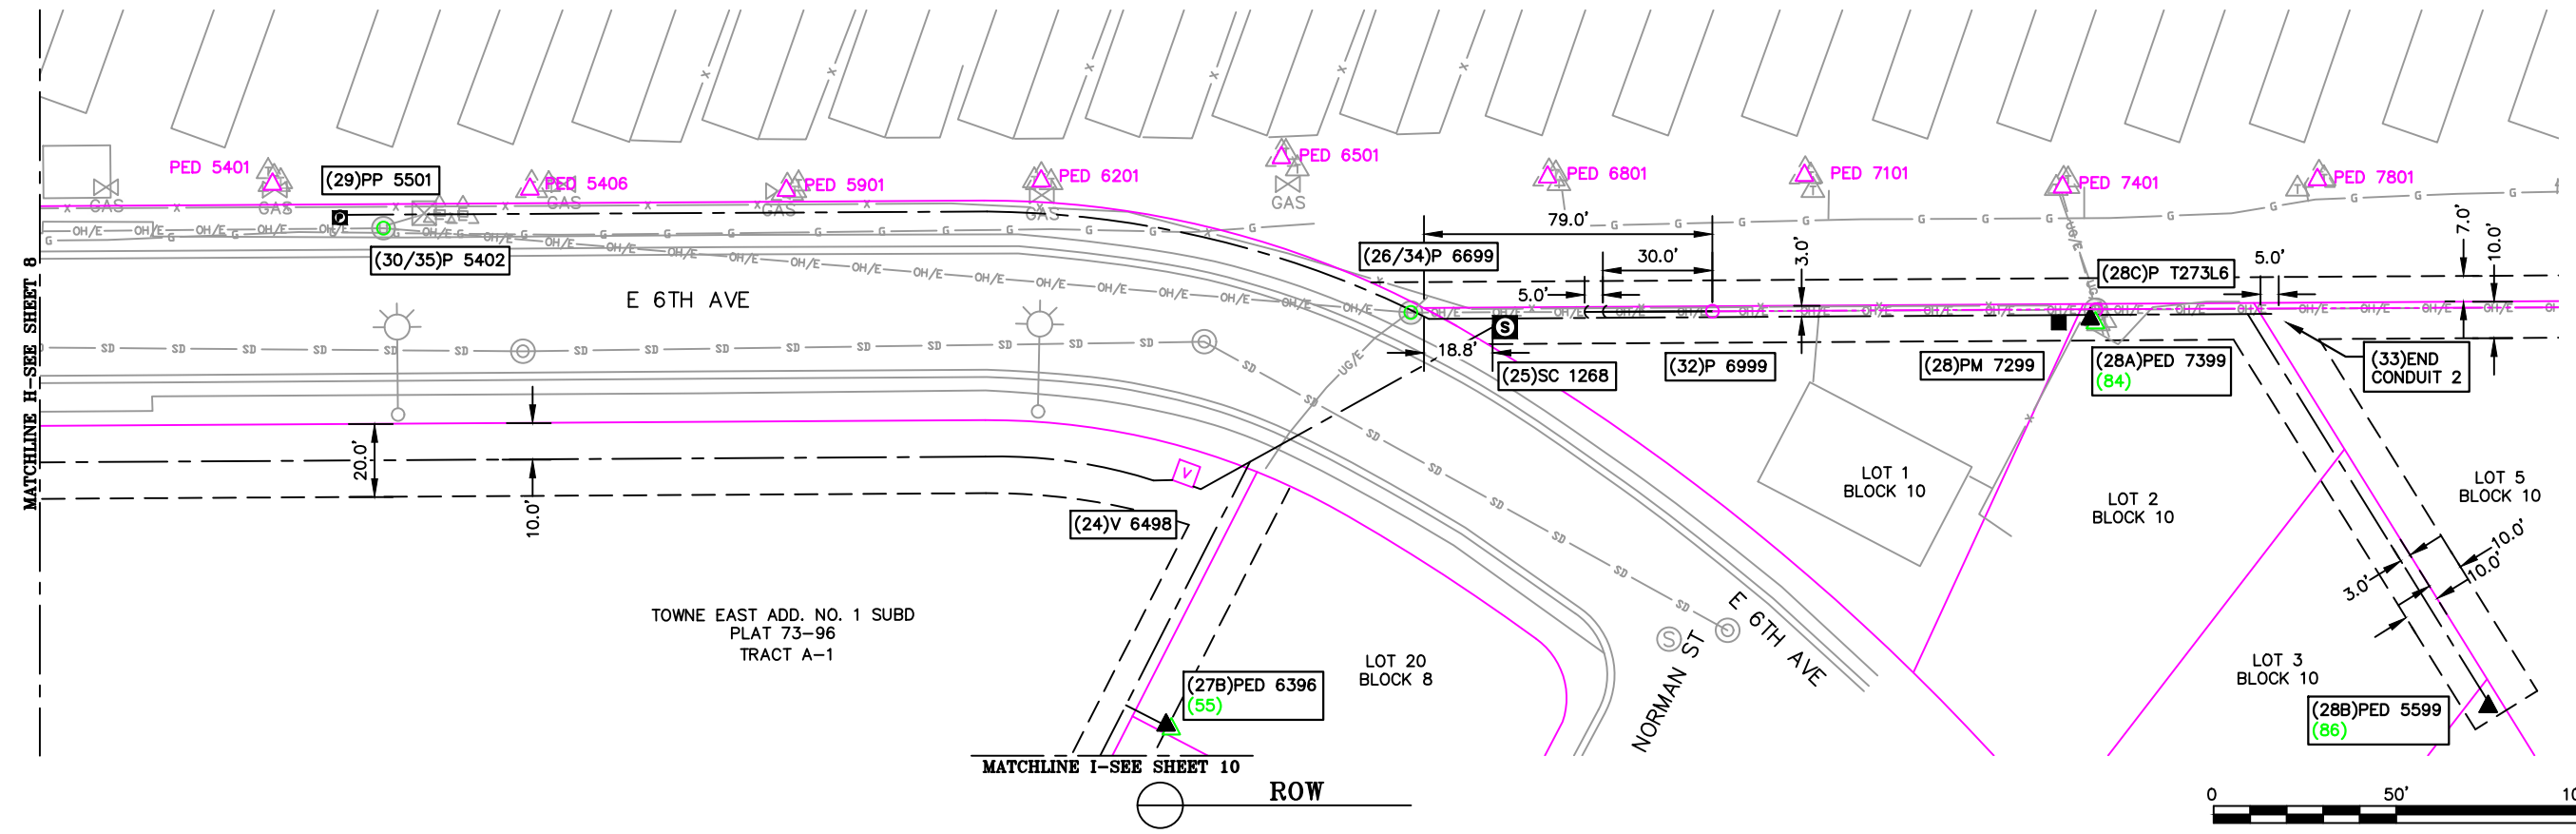 PED 5401
(29)PP 5501
PED 5406
PED 5901
PED 6201
PED 6501
PED 6801
PED 7101
PED 7401
PED 7801
GAS
GAS
GAS
GAS
GAS
GAS
(30/35)P 5402
E 6TH AVE
(26/34)P 6699
79.0'
30.0'
5.0'
3.0'
18.8'
(28C)P T273L6
5.0'
7.0'
10.0'
(25)SC 1268
(32)P 6999
(28)PM 7299
(28A)PED 7399
(84)
(33)END
CONDUIT 2
MATCHLINE H-SEE SHEET 8
20.0'
10.0'
V
S
P
OH/E
UG/E
SD
G
X
(24)V 6498
LOT 1
BLOCK 10
LOT 2
BLOCK 10
LOT 5
BLOCK 10
10.0'
10.0'
3.0'
TOWNE EAST ADD. NO. 1 SUBD
PLAT 73-96
TRACT A-1
LOT 20
BLOCK 8
NORMAN ST
E 6TH AVE
S
LOT 3
BLOCK 10
(27B)PED 6396
(55)
(28B)PED 5599
(86)
MATCHLINE I-SEE SHEET 10
ROW
0
50'